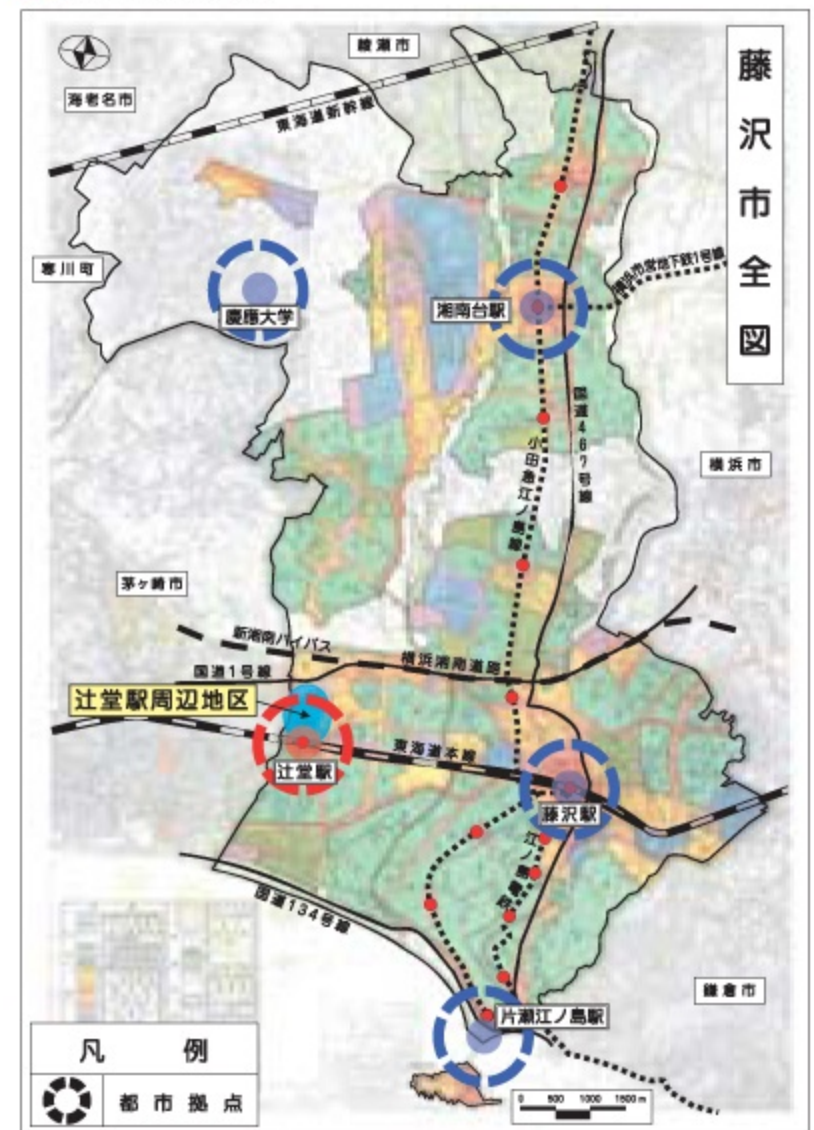 藤沢市全図
綾瀬市
海老名市
東海道新幹線
寒川町
横浜市営地下鉄1号線
慶應大学
湘南台駅
国道467号線
小田急江ノ島線
横浜市
茅ヶ崎市
新湘南バイパス
横浜湘南道路
国道1号線
辻堂駅周辺地区
東海道本線
辻堂駅
藤沢駅
江ノ島電鉄
国道134号線
鎌倉市
片瀬江ノ島駅
凡 例
都市拠点
0 500 1000 1500m